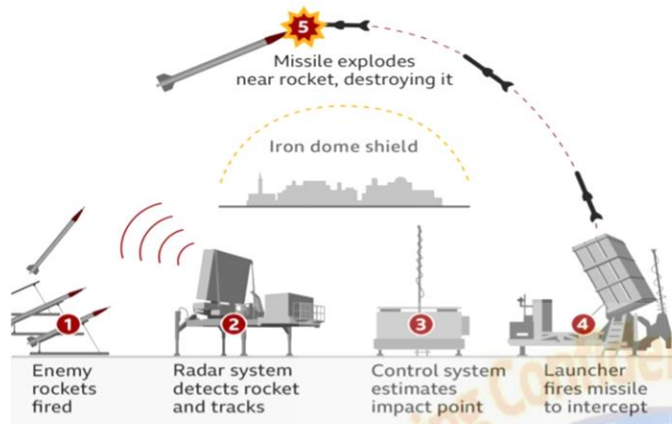 5
Missile explodes
near rocket, destroying it
Iron dome shield
1
2
3
4
Enemy
rockets
fired
Radar system
detects rocket
and tracks
Control system
estimates
impact point
Launcher
fires missile
to intercept